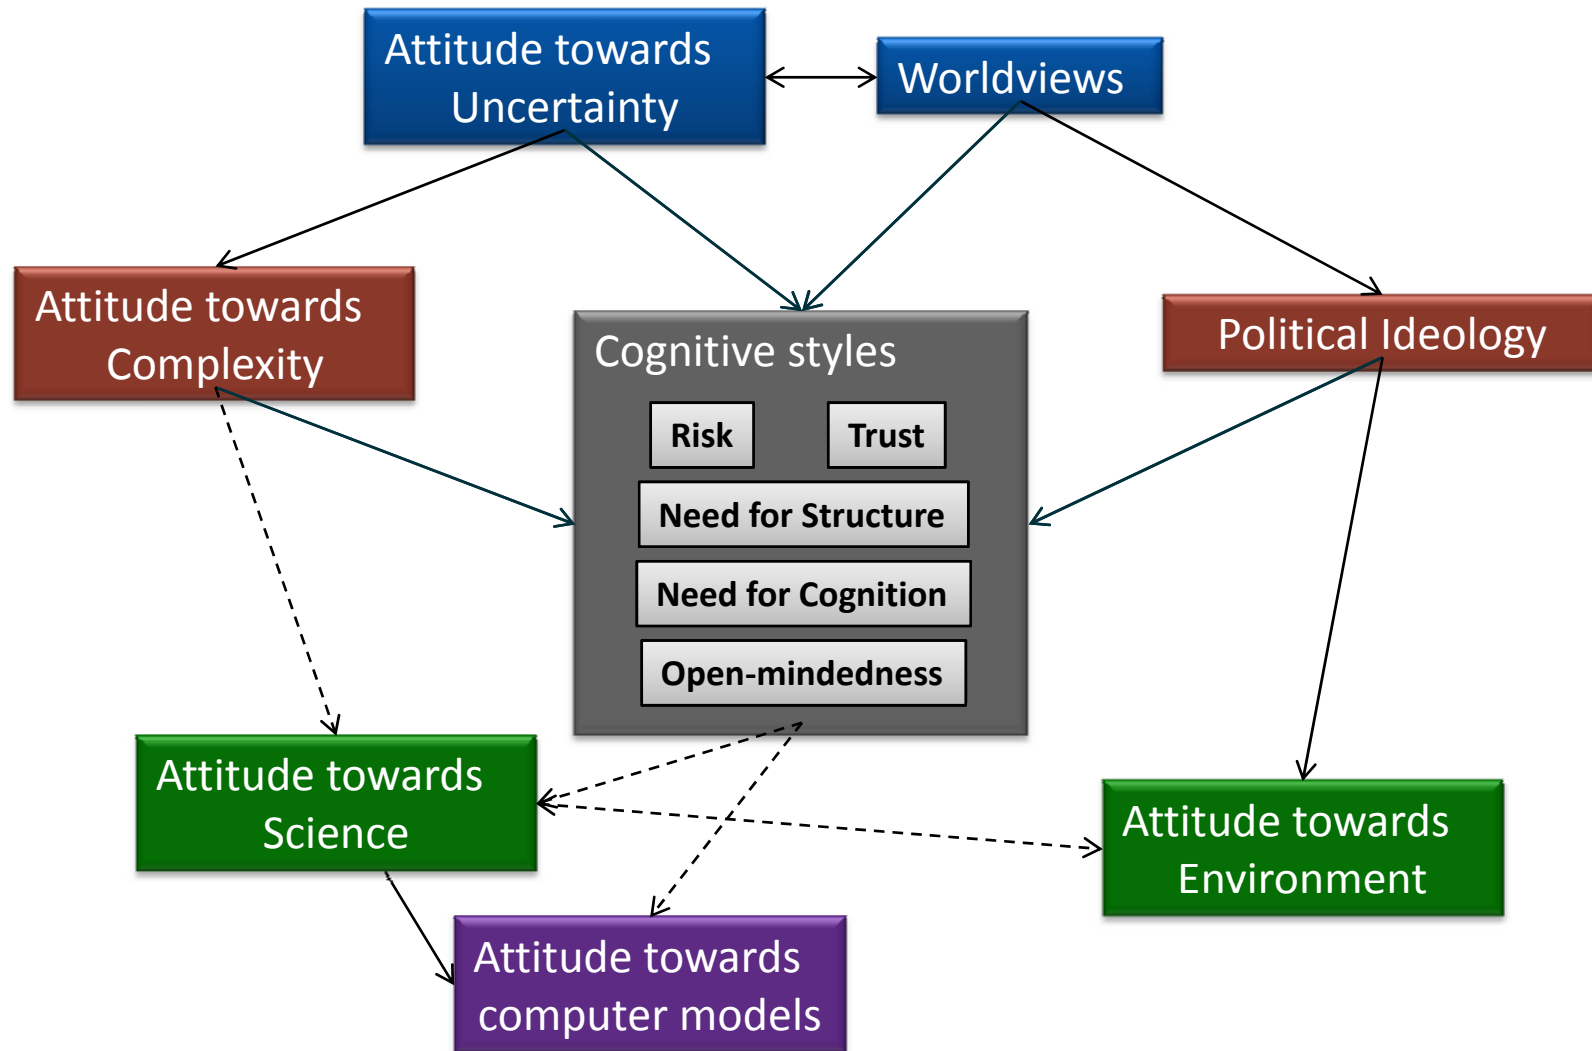 Attitude towards
Uncertainty
Worldviews
Attitude towards
Complexity
Political Ideology
Cognitive styles
Risk
Trust
Need for Structure
Need for Cognition
Open-mindedness
Attitude towards
Science
Attitude towards
Environment
Attitude towards
computer models